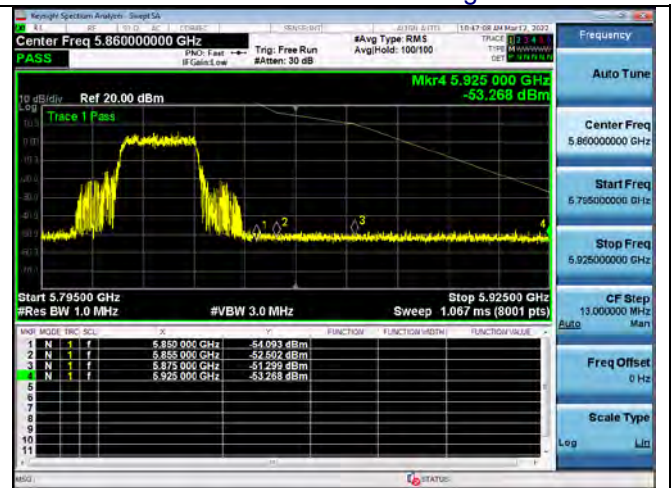 Keysight Spectrum Analyzer - Swept SA
10:47:08 AM Mar 12, 2022
Center Freq 5.860000000 GHz
#Avg Type: RMS
TRACE 1 2 3 4 5 6
PNO: Fast
Trig: Free Run
Avg|Hold: 100/100
TYPE
PASS
IFGain:Low
#Atten: 30 dB
DET
Mkr4 5.925 000 GHz
-53.268 dBm
10 dB/div Ref 20.00 dBm
Log
Trace 1 Pass
1
2
3
4
Start 5.79500 GHz
Stop 5.92500 GHz
#Res BW 1.0 MHz
#VBW 3.0 MHz
Sweep 1.067 ms (8001 pts)
MKR MODE TRC SCL X Y FUNCTION FUNCTION WIDTH FUNCTION VALUE
1 N 1 f 5.850 000 GHz -54.093 dBm
2 N 1 f 5.855 000 GHz -52.502 dBm
3 N 1 f 5.875 000 GHz -51.299 dBm
4 N 1 f 5.925 000 GHz -53.268 dBm
5
6
7
8
9
10
11
MSG
STATUS
Frequency
Auto Tune
Center Freq
5.860000000 GHz
Start Freq
5.795000000 GHz
Stop Freq
5.925000000 GHz
CF Step
13.000000 MHz
Auto Man
Freq Offset
0 Hz
Scale Type
Log Lin